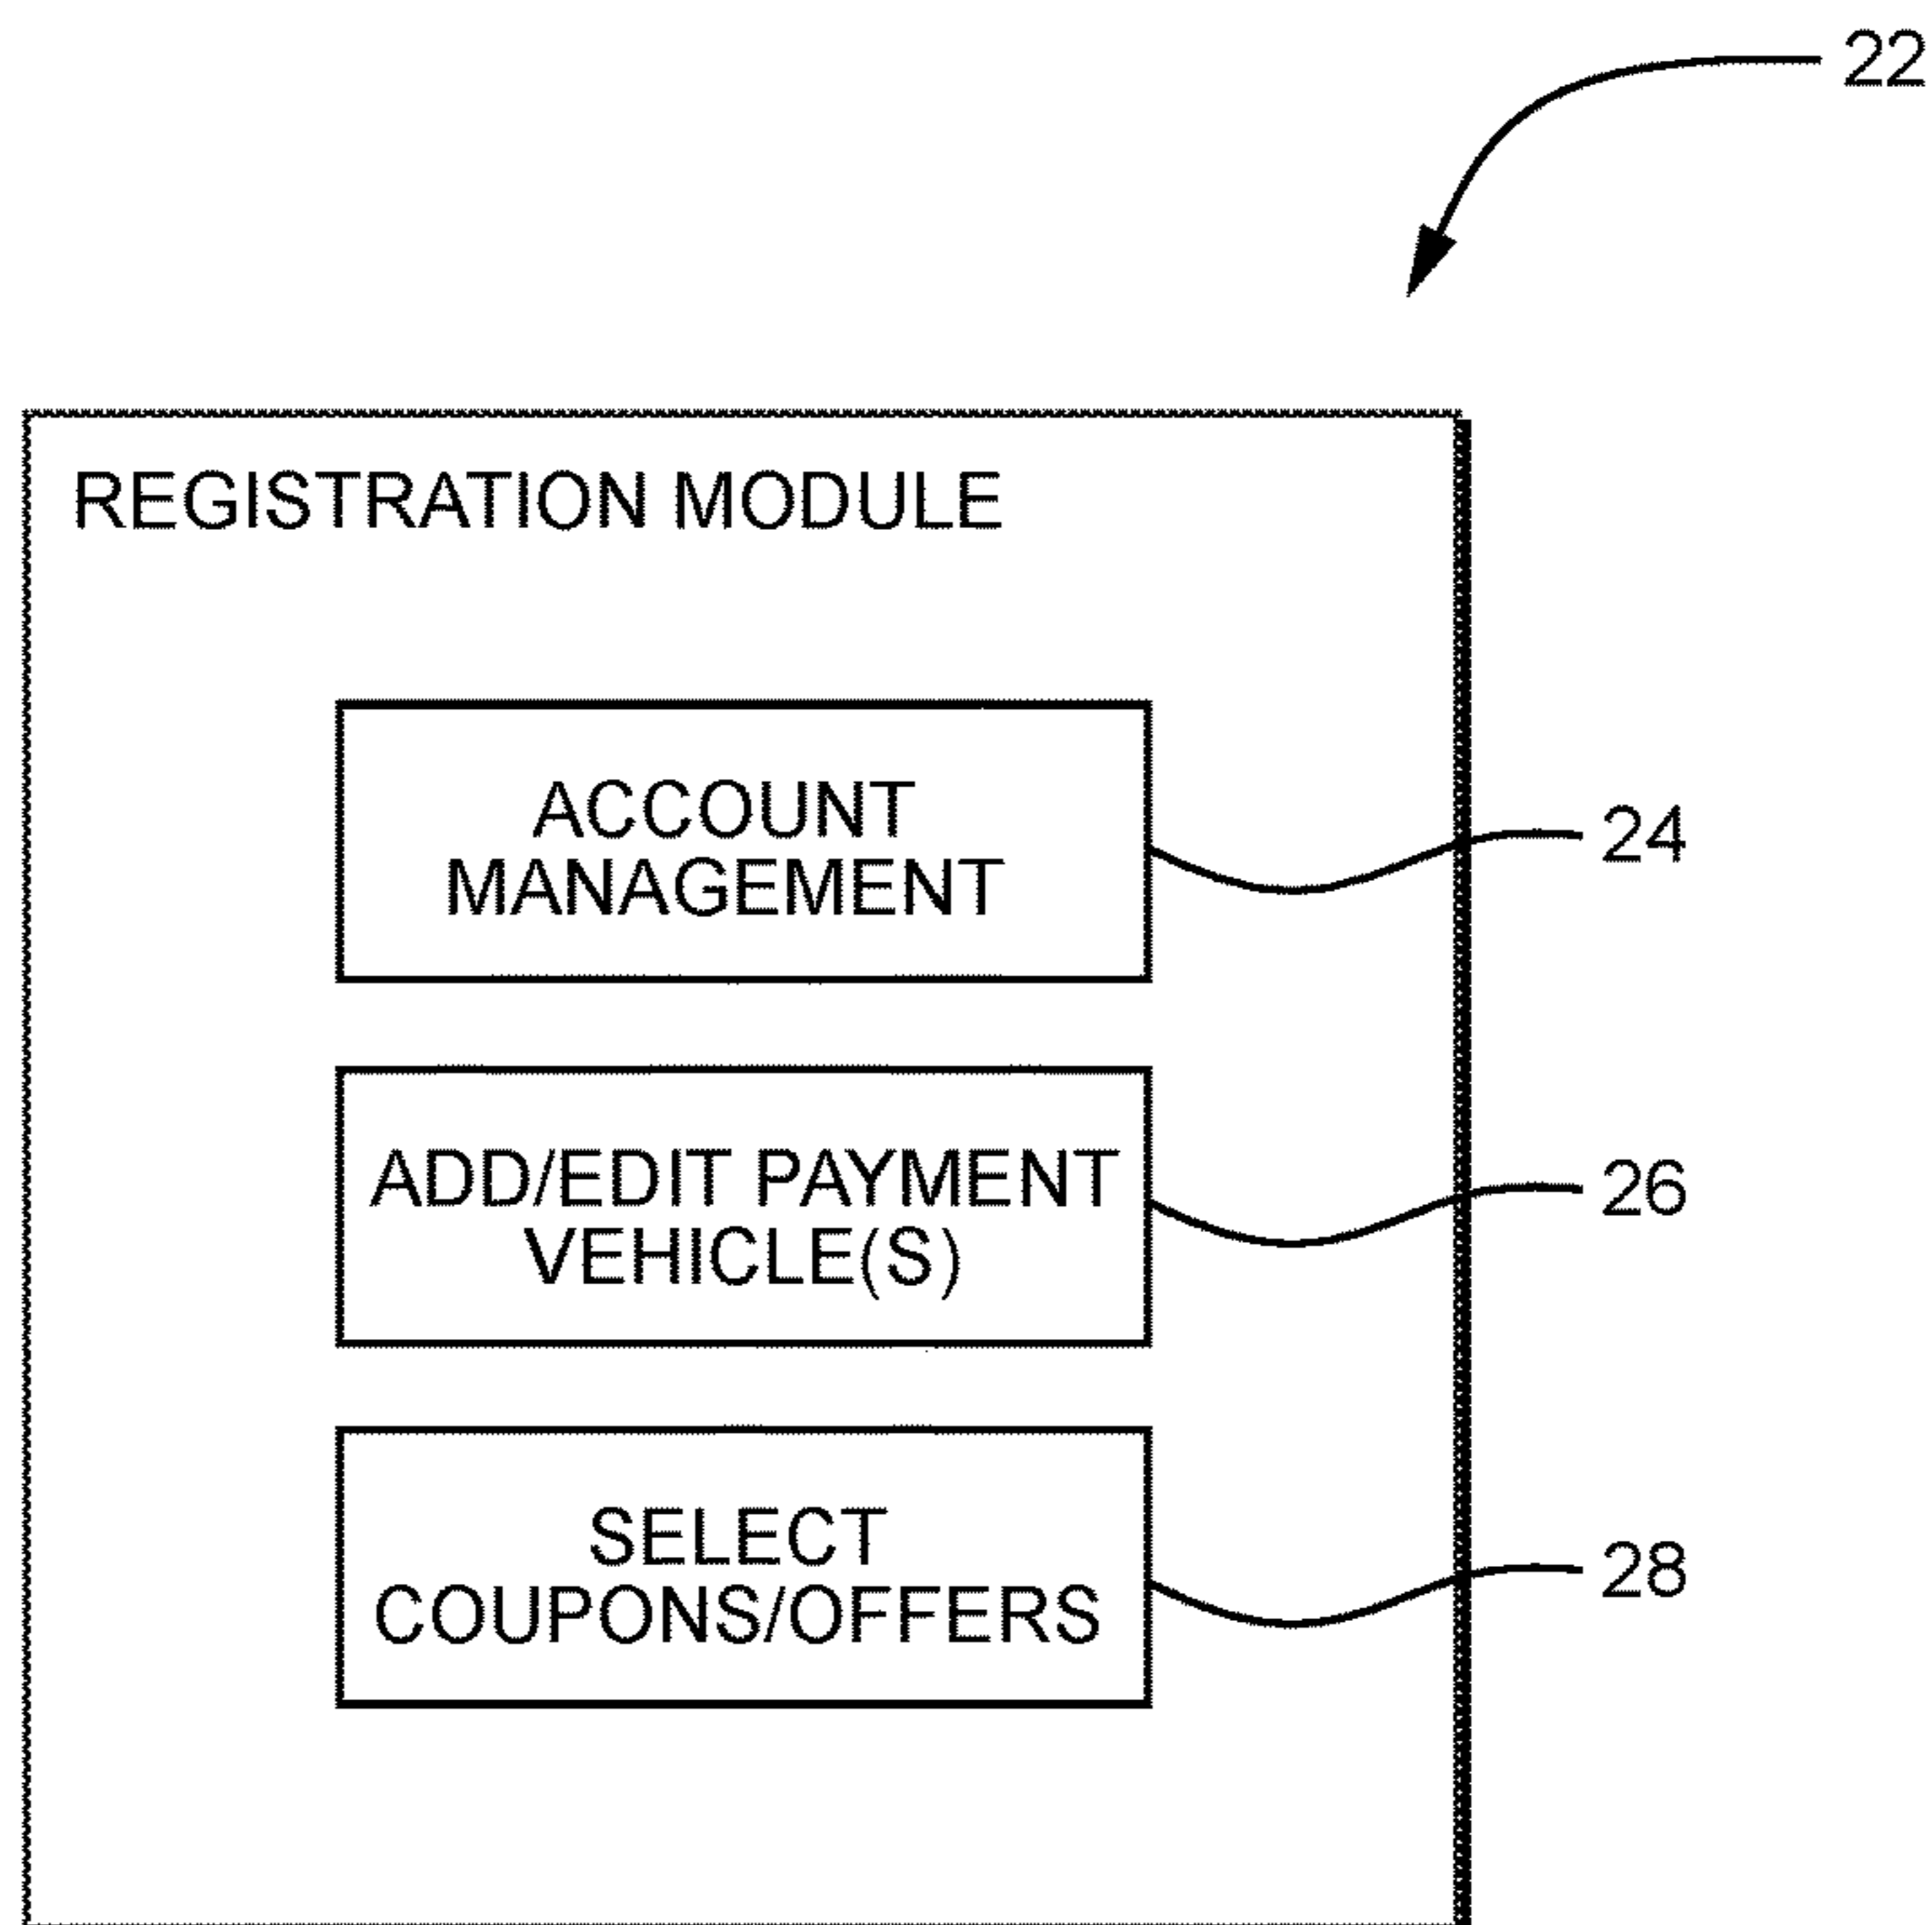 22
REGISTRATION MODULE
ACCOUNT
MANAGEMENT
24
ADD/EDIT PAYMENT
VEHICLE(S)
26
SELECT
COUPONS/OFFERS
28